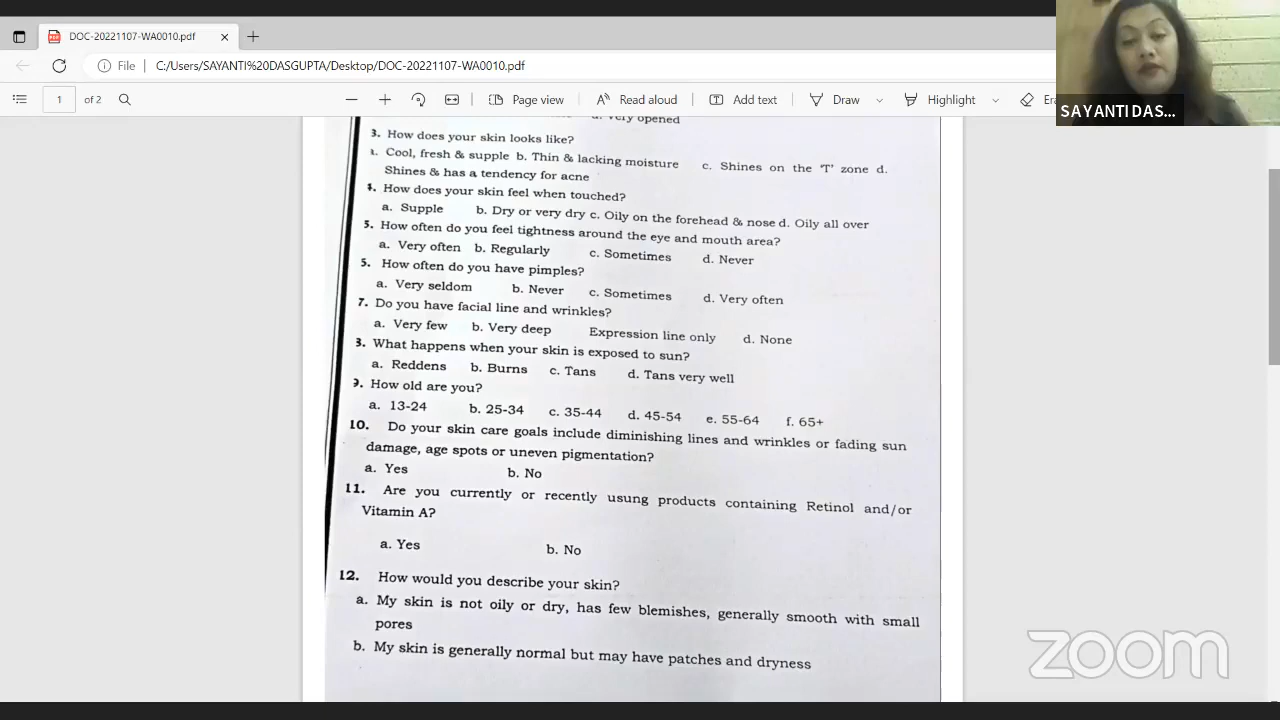 DOC-20221107-WA0010.pdf
File C:/Users/SAYANTI%20DASGUPTA/Desktop/DOC-20221107-WA0010.pdf
1 of 2 Page view Read aloud Add text Draw Highlight Era
SAYANTI DAS...
d. Very opened
3. How does your skin looks like?
Cool, fresh & supple b. Thin & lacking moisture c. Shines on the 'T' zone d.
Shines & has a tendency for acne
How does your skin feel when touched?
a. Supple b. Dry or very dry c. Oily on the forehead & nose d. Oily all over
5. How often do you feel tightness around the eye and mouth area?
a. Very often b. Regularly c. Sometimes d. Never
How often do you have pimples?
a. Very seldom b. Never c. Sometimes d. Very often
7. Do you have facial line and wrinkles?
a. Very few b. Very deep Expression line only d. None
What happens when your skin is exposed to sun?
a. Reddens b. Burns c. Tans d. Tans very well
9. How old are you?
a. 13-24 b. 25-34 c. 35-44 d. 45-54 e. 55-64 f. 65+
10. Do your skin care goals include diminishing lines and wrinkles or fading sun
damage, age spots or uneven pigmentation?
a. Yes b. No
11. Are you currently or recently usung products containing Retinol and/or
Vitamin A?
a. Yes b. No
12. How would you describe your skin?
a. My skin is not oily or dry, has few blemishes, generally smooth with small
pores
b. My skin is generally normal but may have patches and dryness
zoom